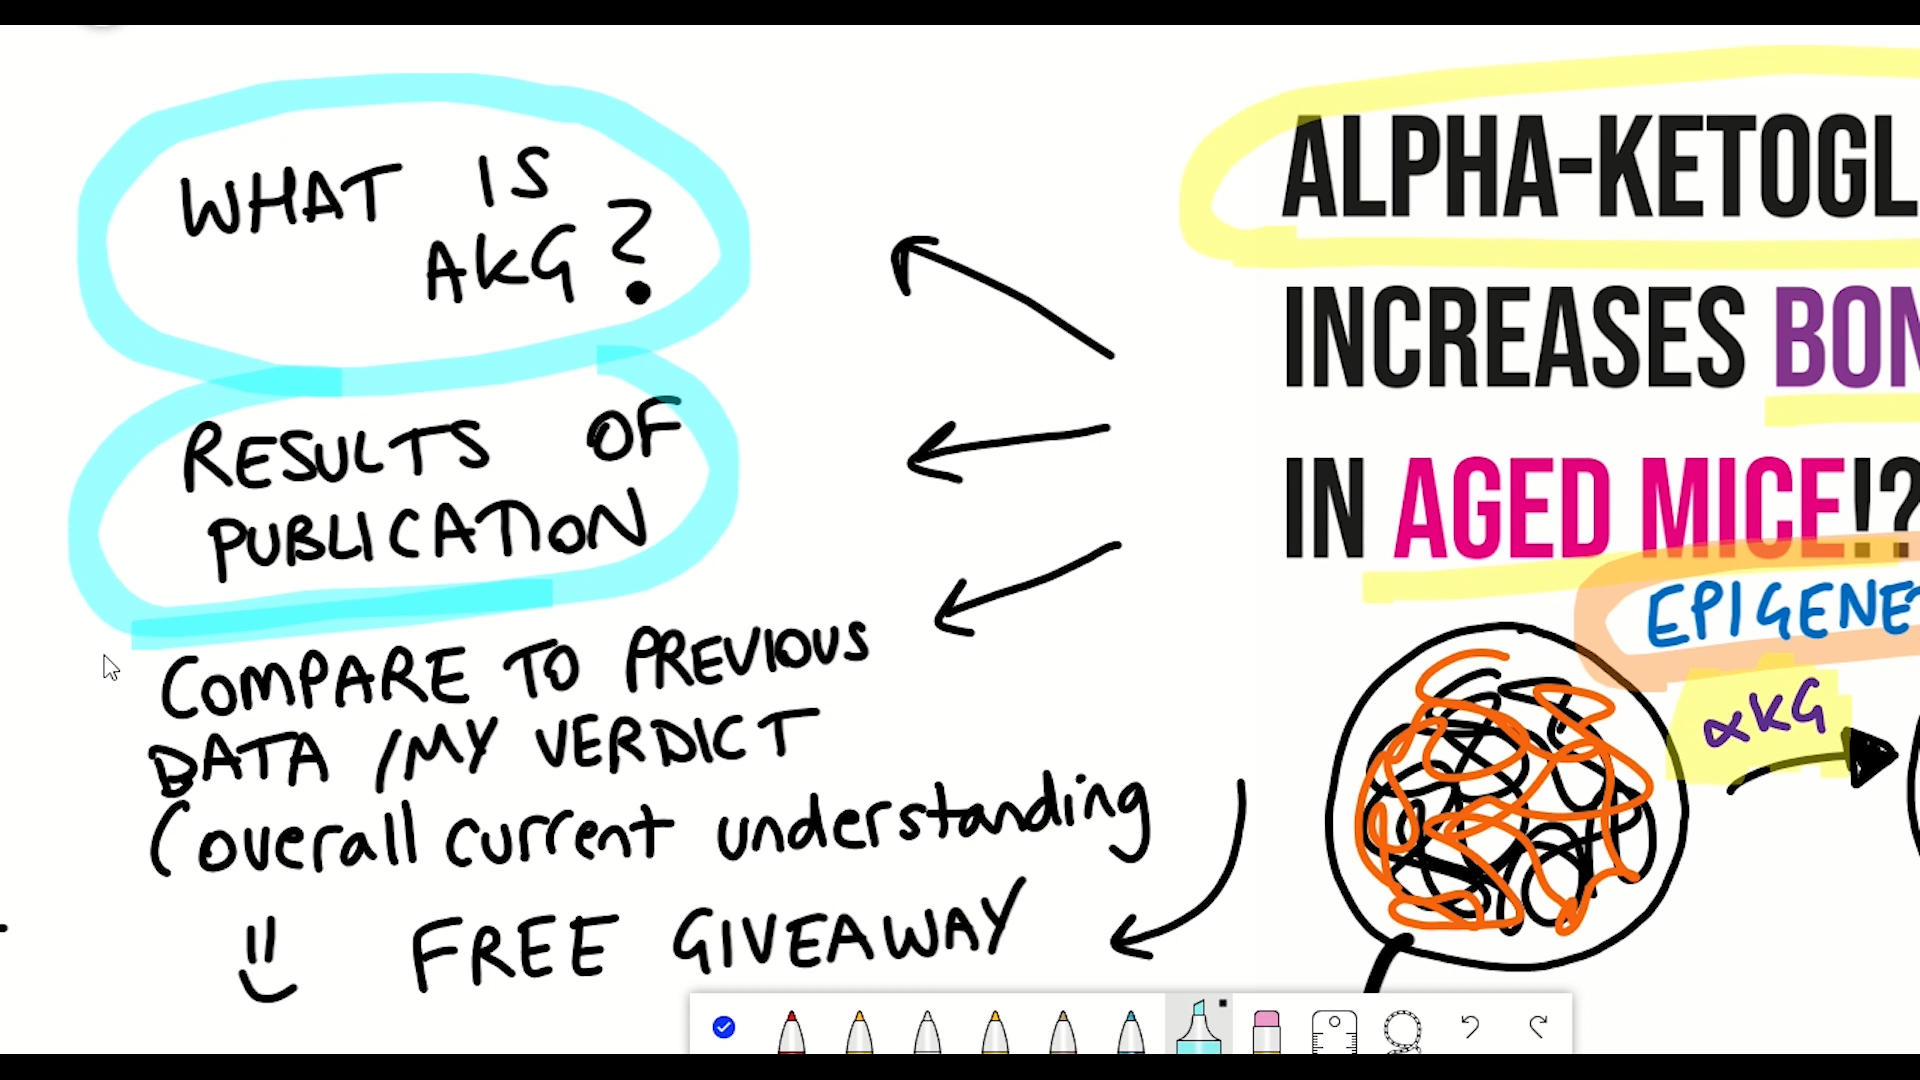 WHAT IS
AKG?
RESULTS OF
PUBLICATION
COMPARE TO PREVIOUS
DATA /MY VERDICT
(overall current understanding
FREE GIVEAWAY
ALPHA-KETOGL
INCREASES BON
IN AGED MICE!?
EPIGENET
αKG